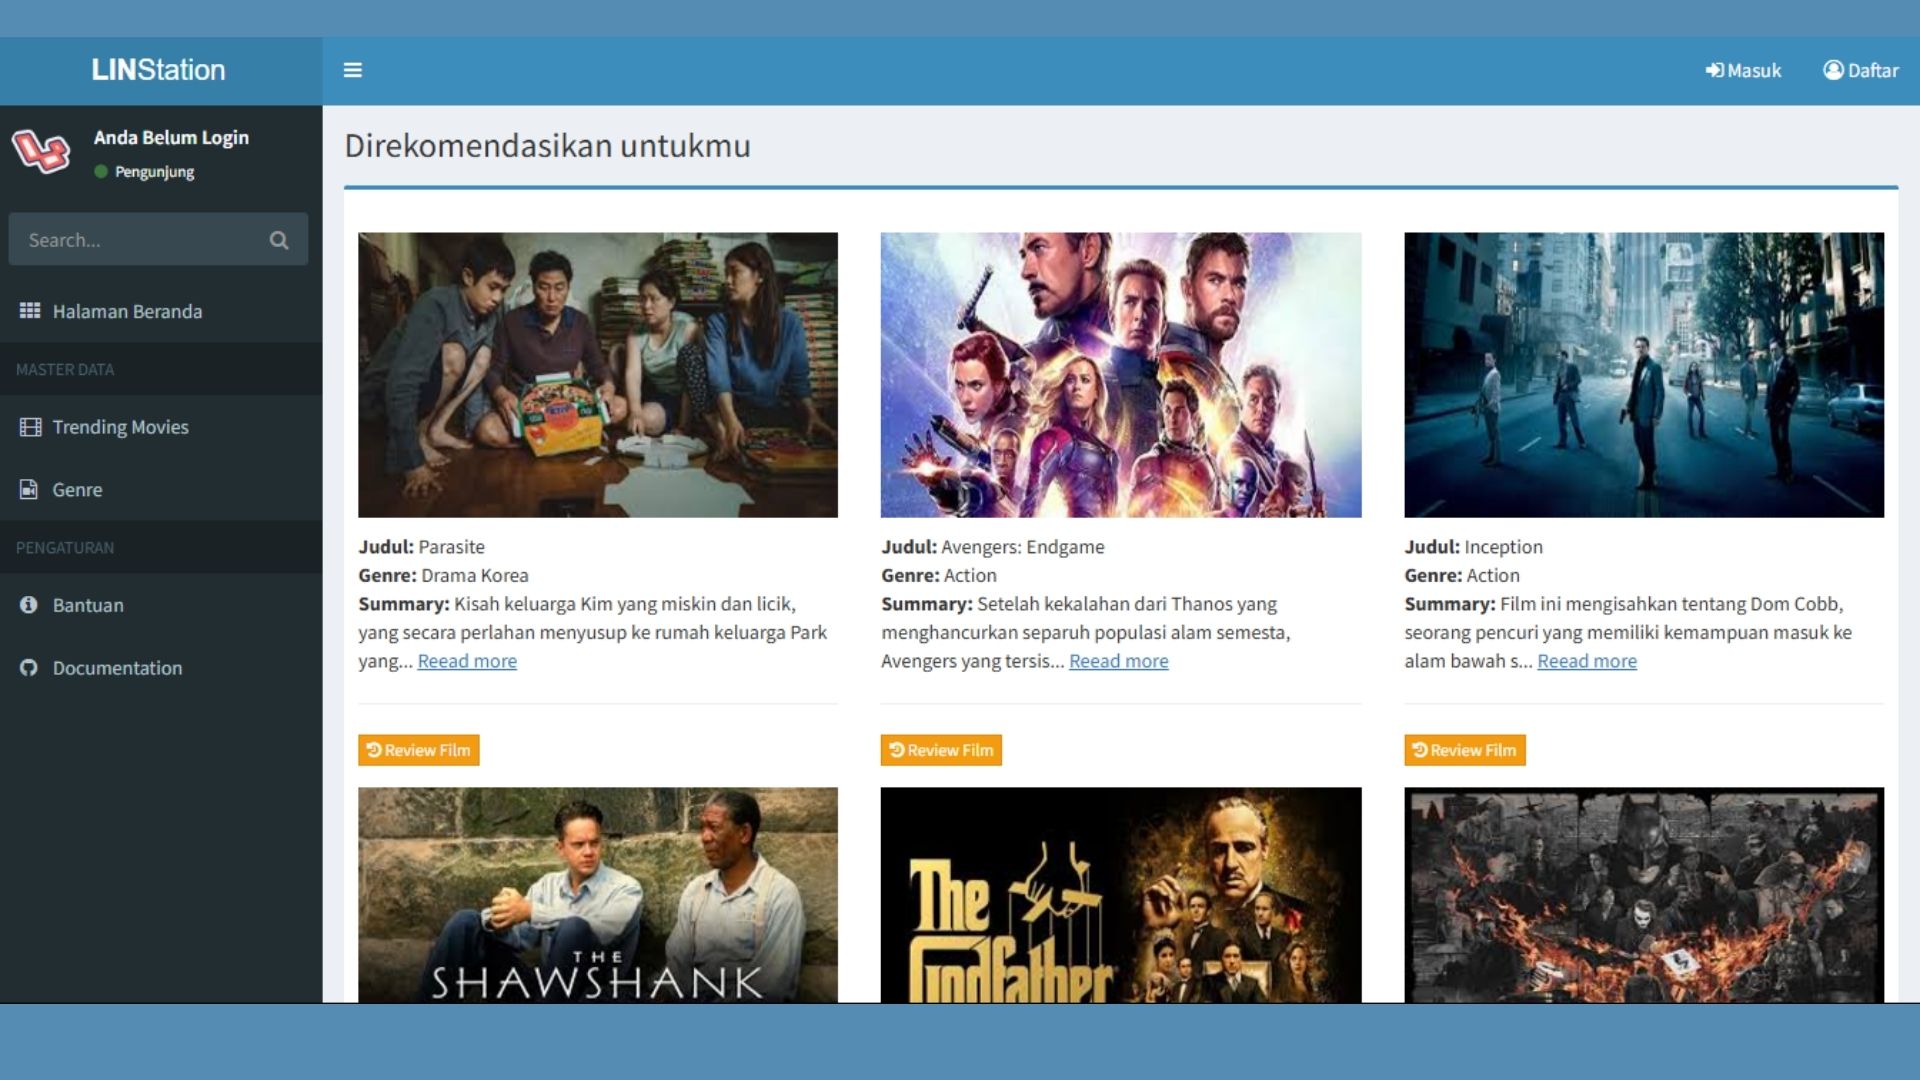 LINStation
Masuk
Daftar
Anda Belum Login
Pengunjung
Search...
Halaman Beranda
MASTER DATA
Trending Movies
Genre
PENGATURAN
Bantuan
Documentation
Direkomendasikan untukmu
Judul: Parasite
Genre: Drama Korea
Summary: Kisah keluarga Kim yang miskin dan licik,
yang secara perlahan menyusup ke rumah keluarga Park
yang... Reead more
Review Film
Judul: Avengers: Endgame
Genre: Action
Summary: Setelah kekalahan dari Thanos yang
menghancurkan separuh populasi alam semesta,
Avengers yang tersis... Reead more
Review Film
Judul: Inception
Genre: Action
Summary: Film ini mengisahkan tentang Dom Cobb,
seorang pencuri yang memiliki kemampuan masuk ke
alam bawah s... Reead more
Review Film
THE
SHAWSHANK
The
Godfather